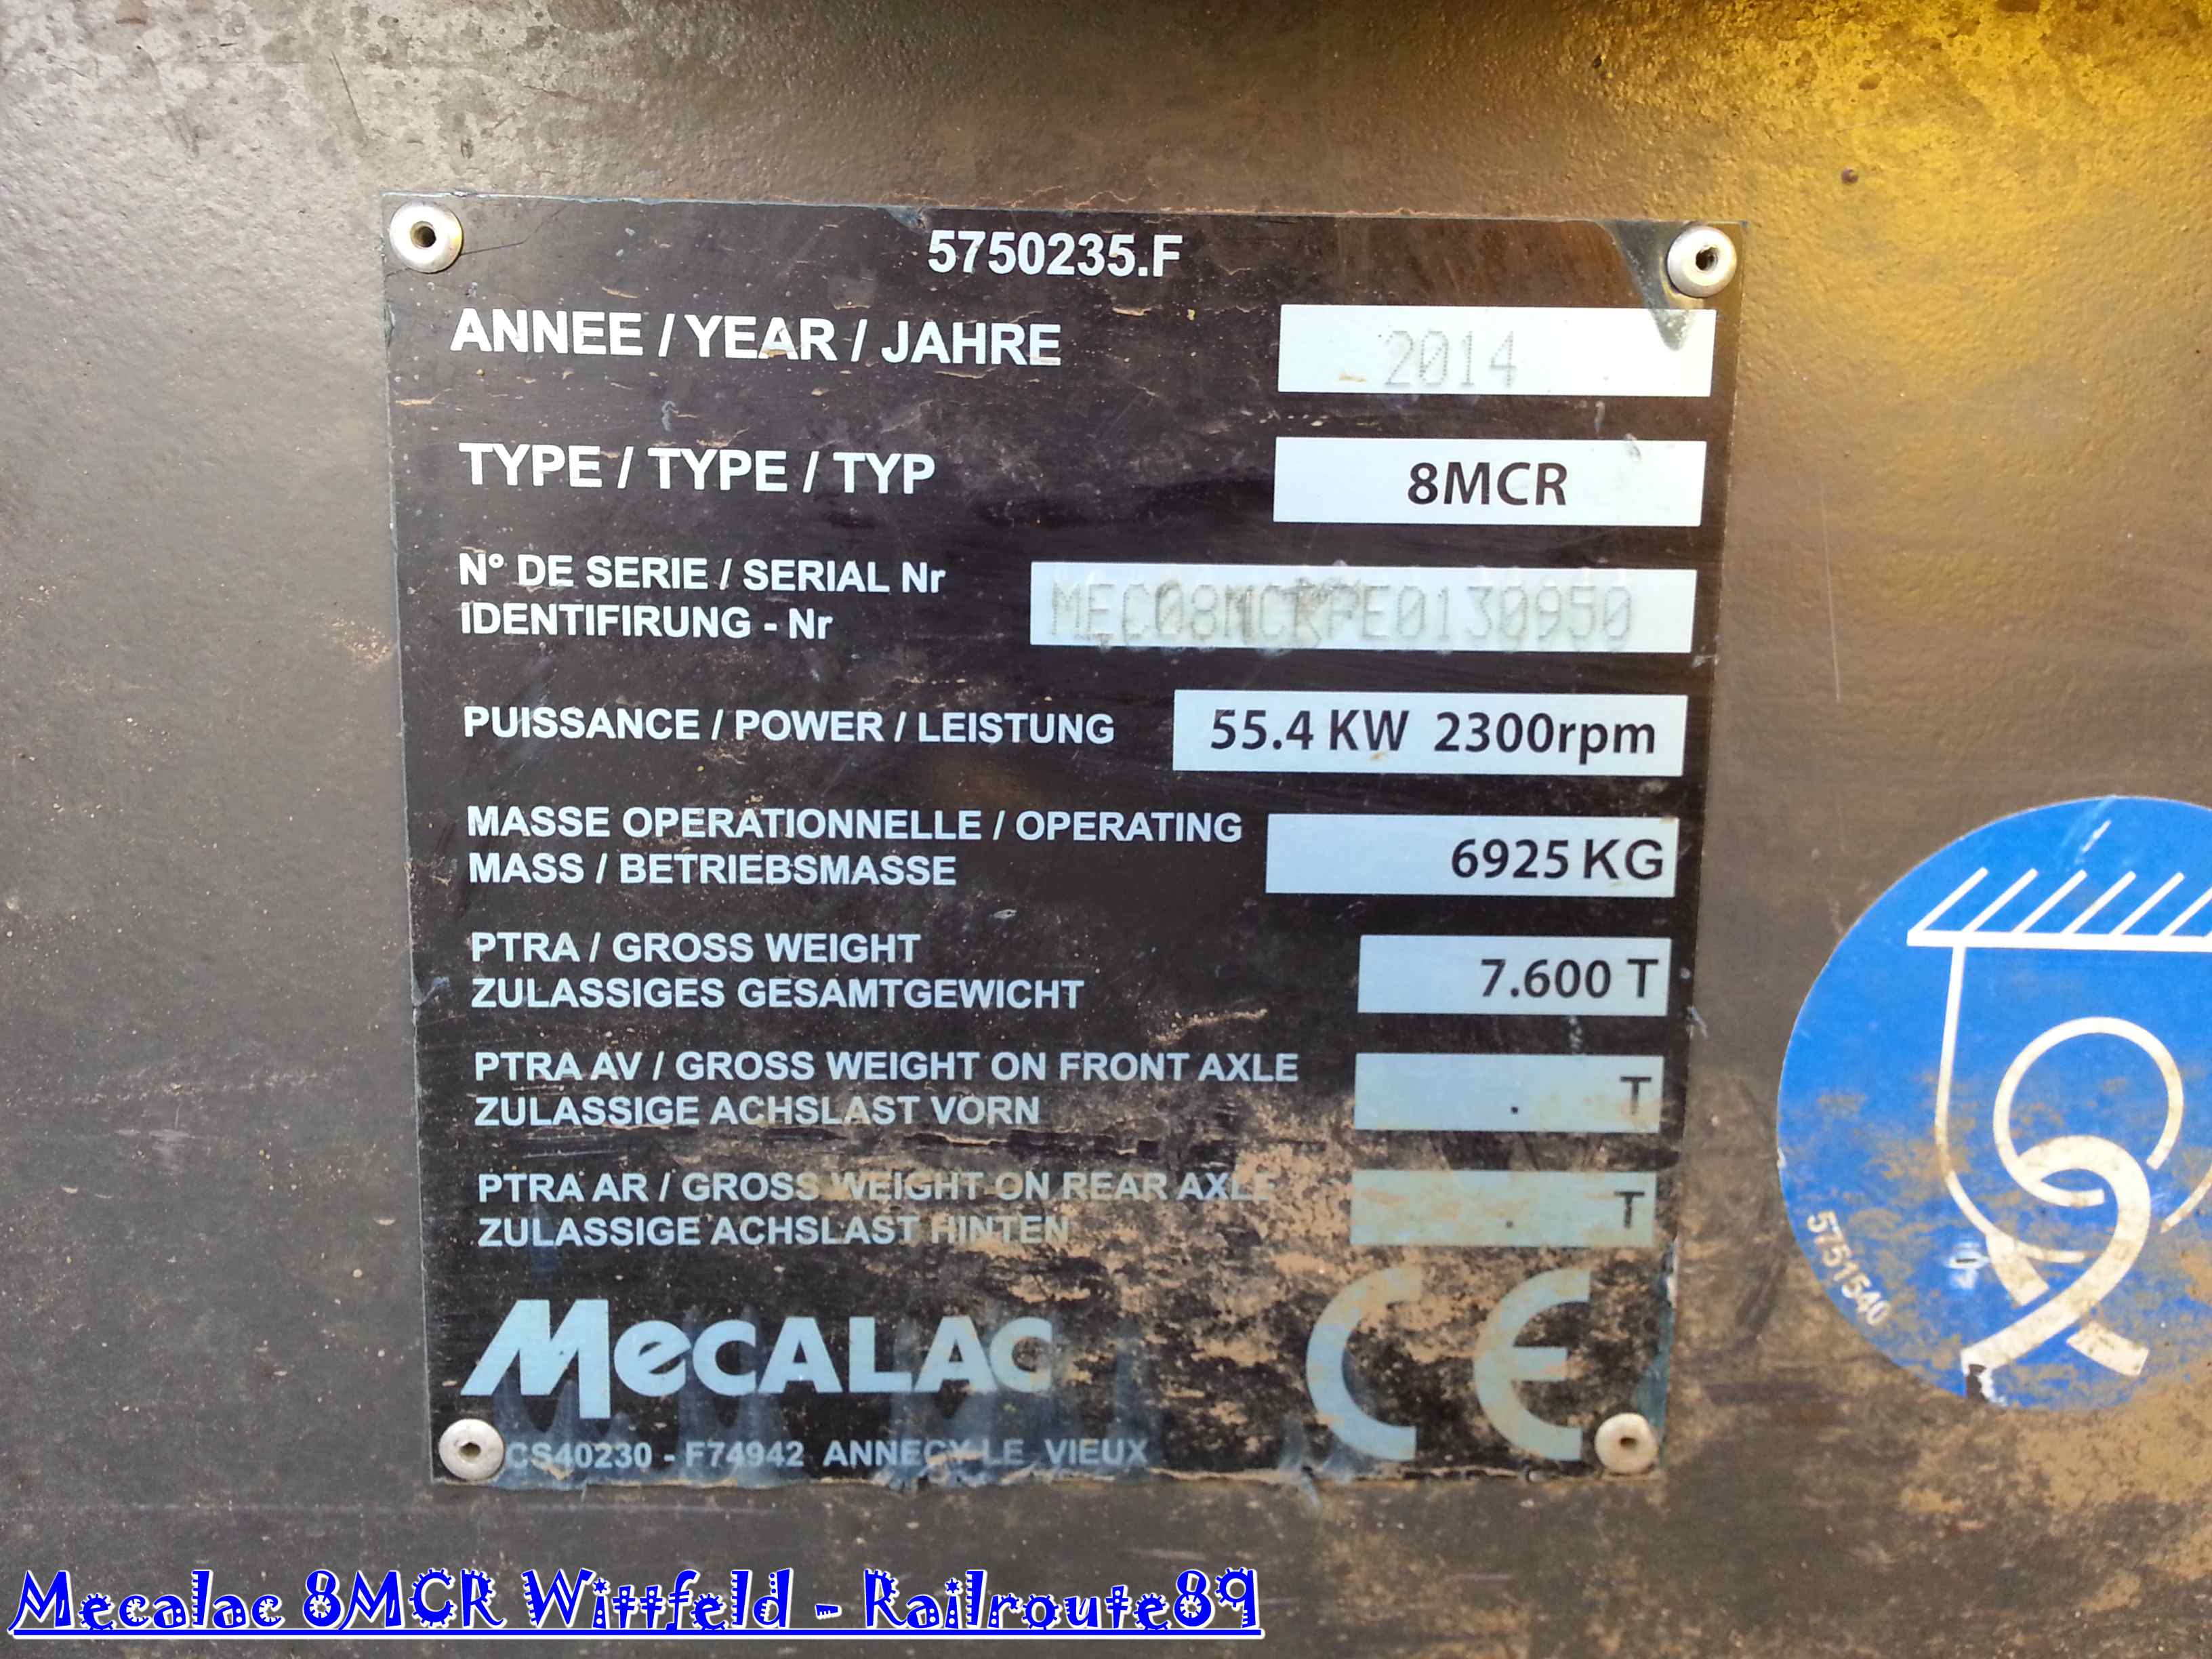 5750235.F
ANNEE / YEAR / JAHRE 2014
TYPE / TYPE / TYP 8MCR
N° DE SERIE / SERIAL Nr
IDENTIFIRUNG - Nr MEC08MCRPE0130950
PUISSANCE / POWER / LEISTUNG 55.4 KW 2300rpm
MASSE OPERATIONNELLE / OPERATING
MASS / BETRIEBSMASSE 6925 KG
PTRA / GROSS WEIGHT
ZULASSIGES GESAMTGEWICHT 7.600 T
PTRA AV / GROSS WEIGHT ON FRONT AXLE
ZULASSIGE ACHSLAST VORN . T
PTRA AR / GROSS WEIGHT ON REAR AXLE
ZULASSIGE ACHSLAST HINTEN . T
MECALAC CE
CS40230 - F74942 ANNECY LE VIEUX
5751540
Mecalac 8MCR Wittfeld - Railroute89